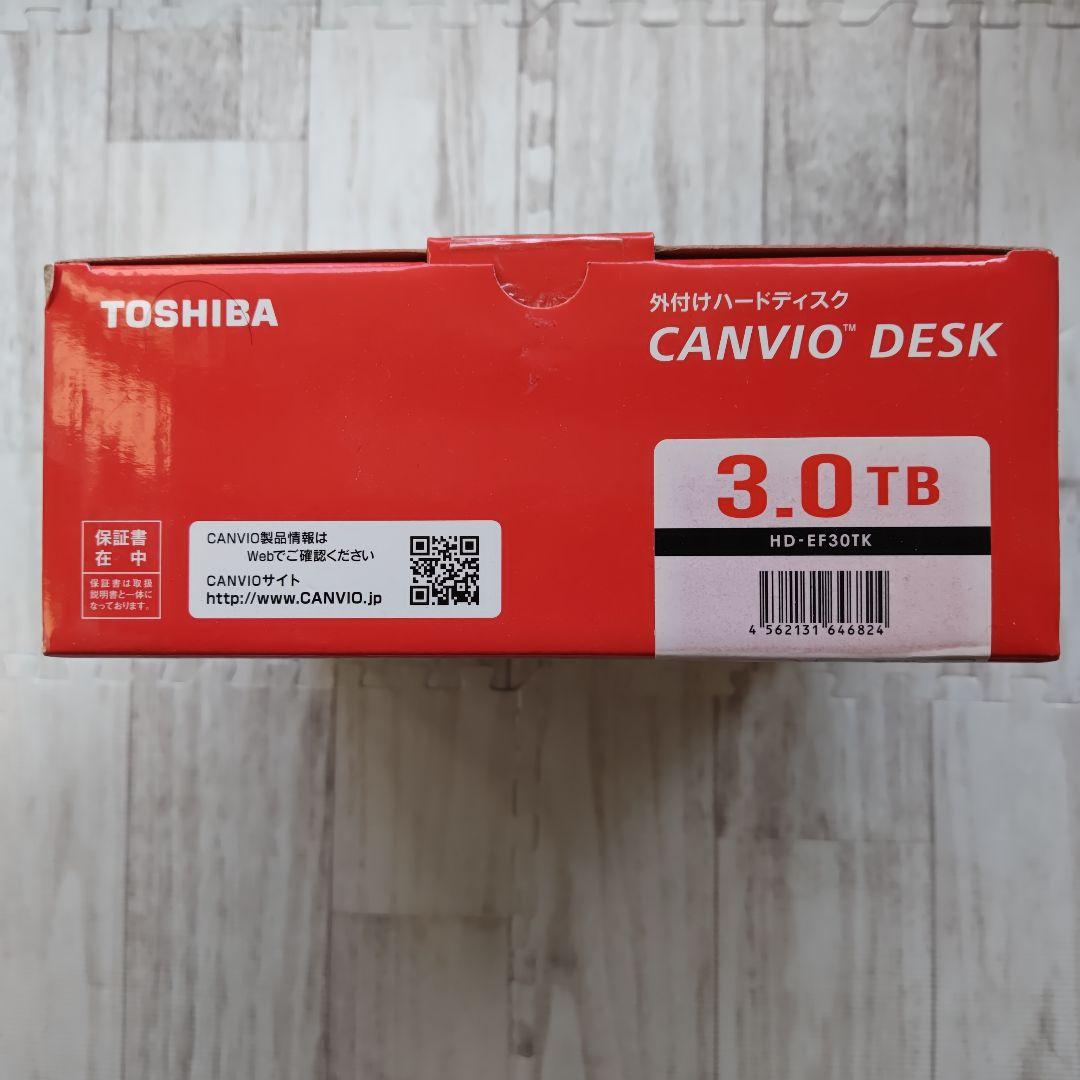 TOSHIBA
外付けハードディスク
CANVIO™ DESK
3.0TB
HD-EF30TK
4 562131 646824
保証書
在 中
保証書は取扱
説明書と一体に
なっております。
CANVIO製品情報は
Webでご確認ください
CANVIOサイト
http://www.CANVIO.jp